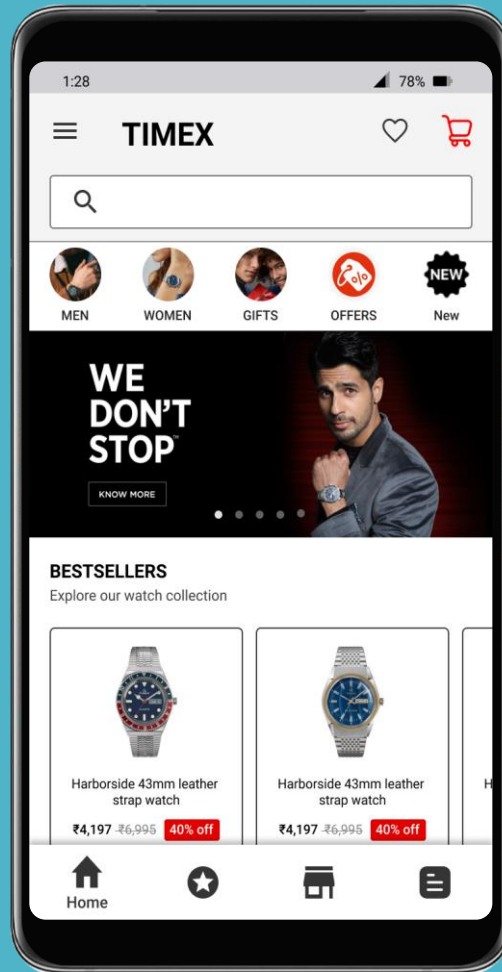 1:28
78%
TIMEX
MEN
WOMEN
GIFTS
%
OFFERS
NEW
New
WE
DON'T
STOP™
KNOW MORE
BESTSELLERS
Explore our watch collection
Harborside 43mm leather
strap watch
₹4,197 ₹6,995 40% off
Harborside 43mm leather
strap watch
₹4,197 ₹6,995 40% off
H
Home